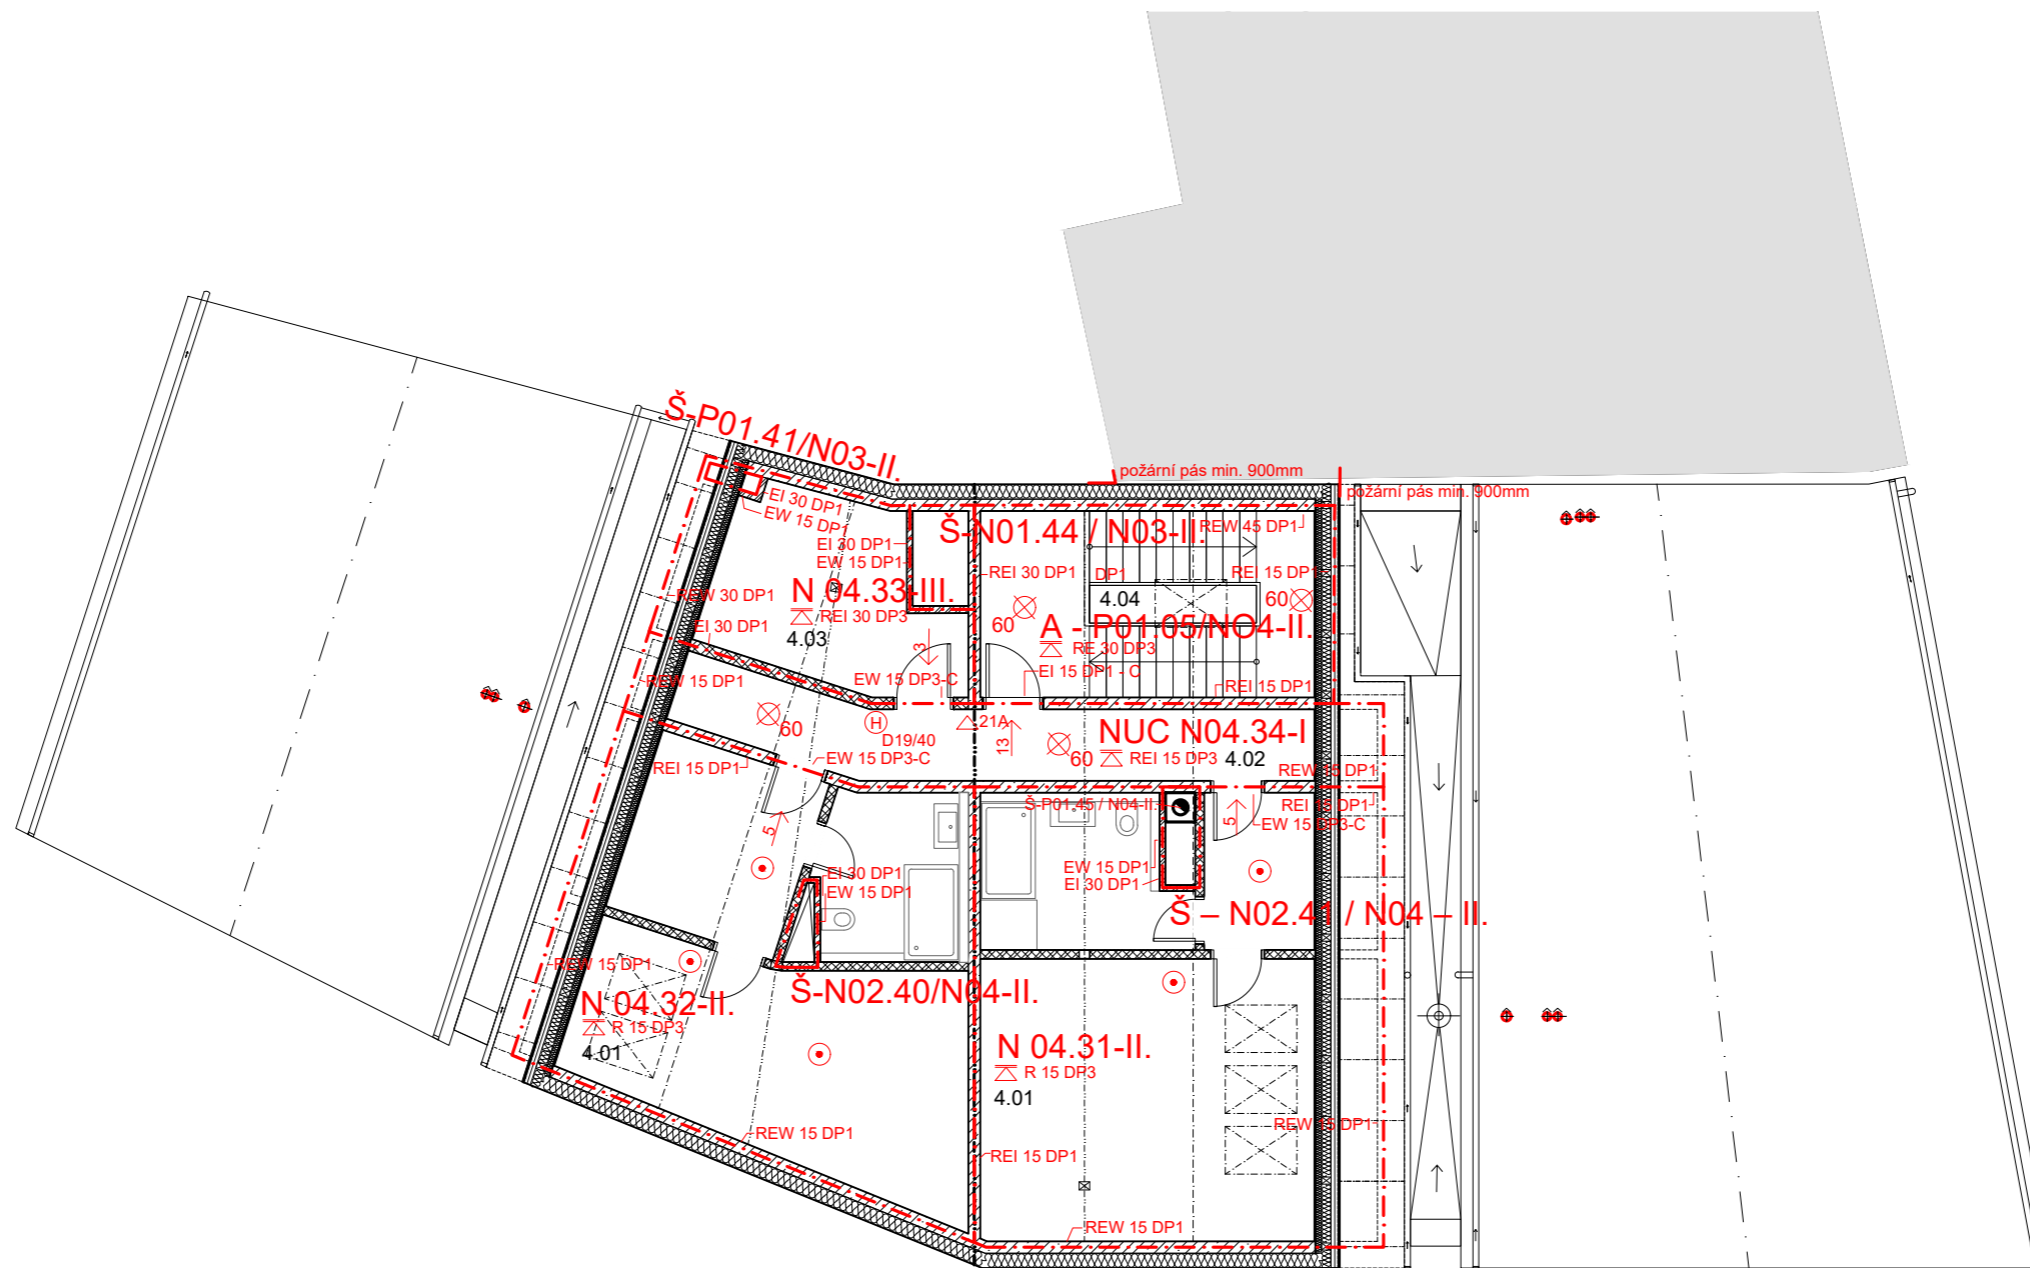 Š-P01.41/N03-II.
požární pás min. 900mm
požární pás min. 900mm
EI 30 DP1
EW 15 DP1
Š-N01.44 / N03-II.
REW 45 DP1
EI 30 DP1
EW 15 DP1
REI 30 DP1
DP1
REI 15 DP1
N 04.33-III.
REI 30 DP3
4.03
REW 30 DP1
EI 30 DP1
4.04
60
60
A - P01.05/NO4-II.
RE 30 DP3
EI 15 DP1 - C
3
EW 15 DP3-C
REW 15 DP1
REI 15 DP1
60
H
D19/40
21A
13
NUC N04.34-I
60
REI 15 DP3
4.02
EW 15 DP3-C
REI 15 DP1
REW 15 DP1
Š-P01.45 / N04-II.
REI 15 DP1
EW 15 DP3-C
5
5
EI 30 DP1
EW 15 DP1
EW 15 DP1
EI 30 DP1
Š – N02.41 / N04 – II.
REW 15 DP1
Š-N02.40/N04-II.
N 04.32-II.
R 15 DP3
4.01
N 04.31-II.
R 15 DP3
4.01
REW 15 DP1
REW 15 DP1
REI 15 DP1
REW 15 DP1